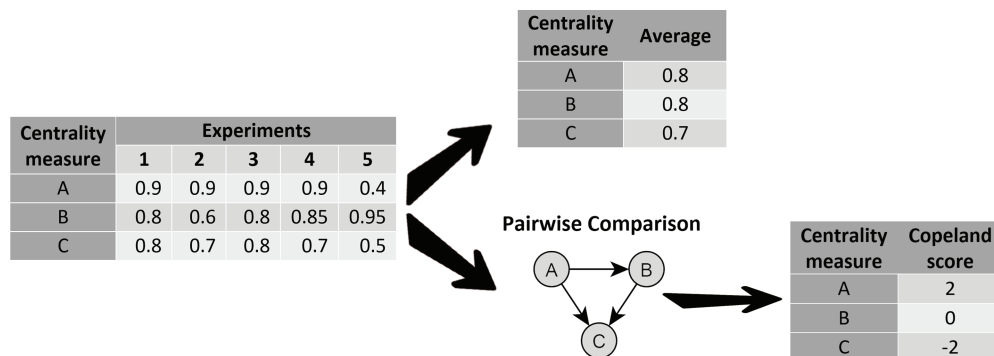 Centrality measure Experiments
1 2 3 4 5
A 0.9 0.9 0.9 0.9 0.4
B 0.8 0.6 0.8 0.85 0.95
C 0.8 0.7 0.8 0.7 0.5
Centrality
measure Average
A 0.8
B 0.8
C 0.7
Pairwise Comparison
A B
C
Centrality Copeland
measure score
A 2
B 0
C -2